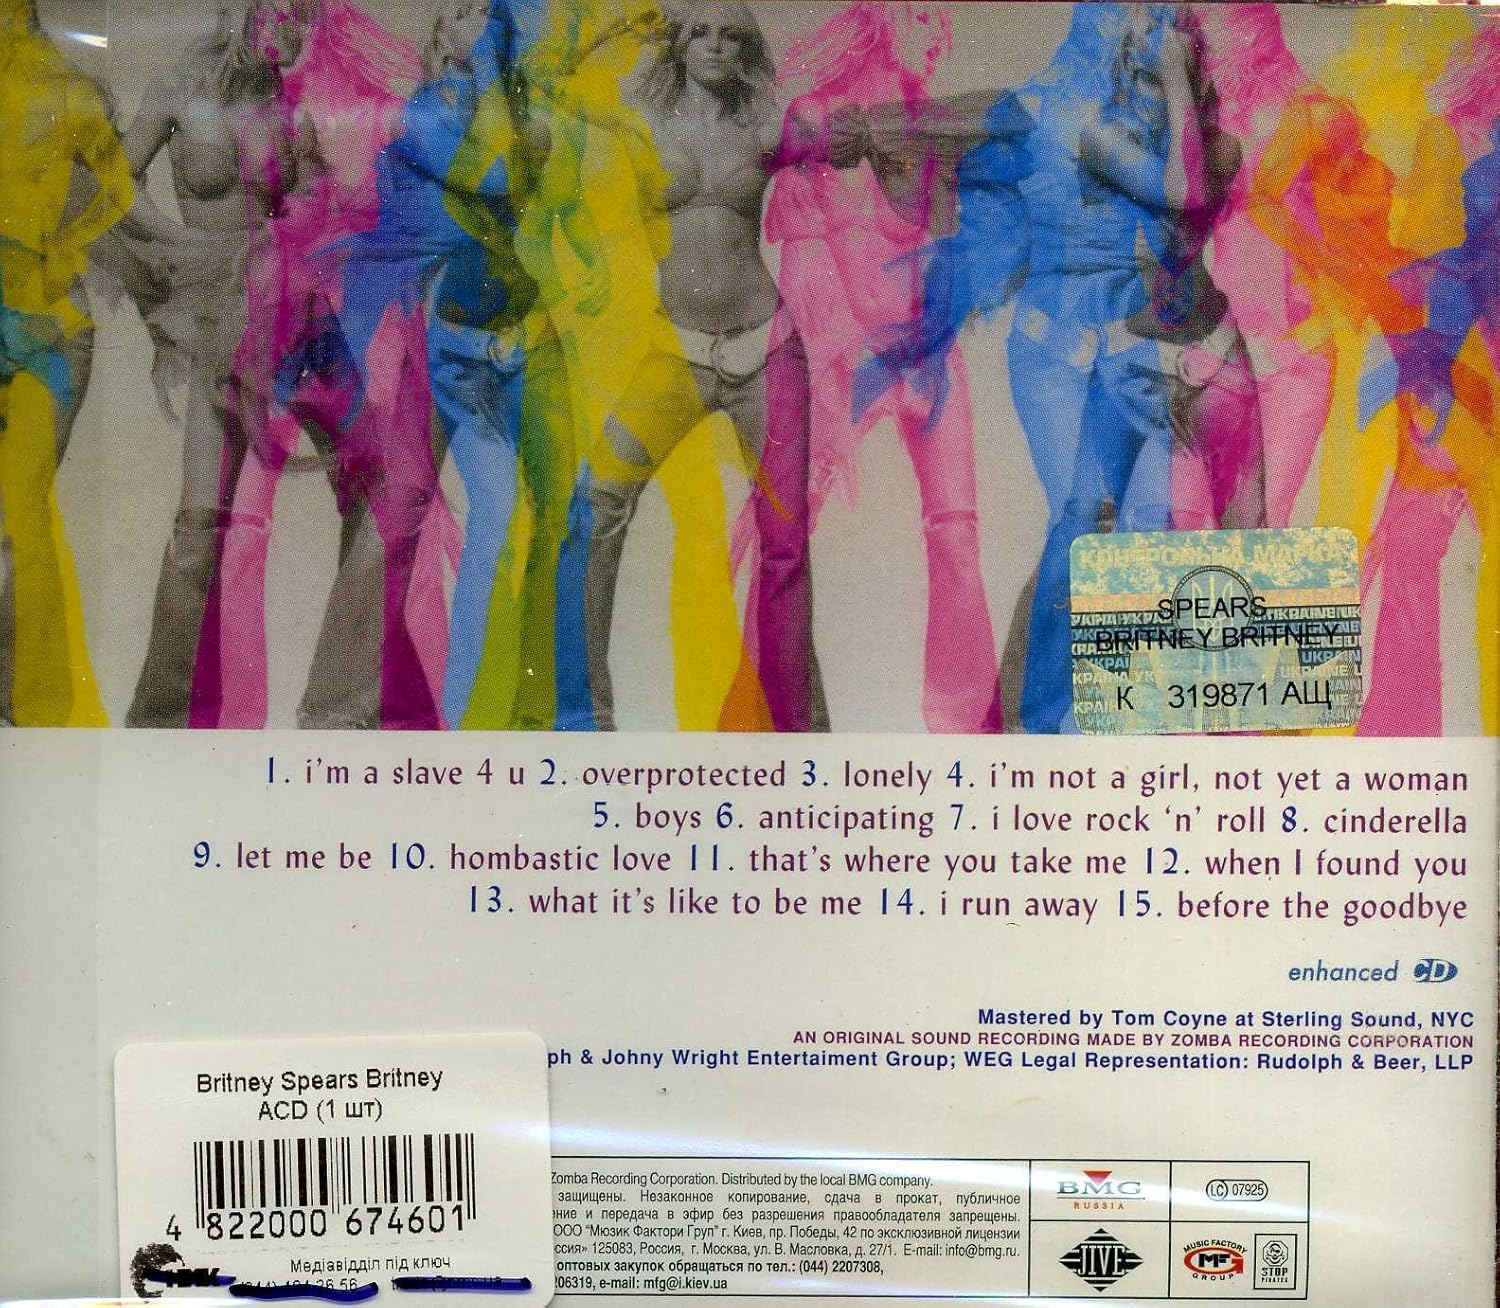 КОНТРОЛЬНА МАРКА
SPEARS
BRITNEY BRITNEY
К 319871 АЩ
1. i'm a slave 4 u 2. overprotected 3. lonely 4. i'm not a girl, not yet a woman
5. boys 6. anticipating 7. i love rock 'n' roll 8. cinderella
9. let me be 10. hombastic love 11. that's where you take me 12. when I found you
13. what it's like to be me 14. i run away 15. before the goodbye
enhanced CD
Mastered by Tom Coyne at Sterling Sound, NYC
AN ORIGINAL SOUND RECORDING MADE BY ZOMBA RECORDING CORPORATION
ph & Johny Wright Entertaiment Group; WEG Legal Representation: Rudolph & Beer, LLP
Britney Spears Britney
ACD (1 шт)
4 822000 674601
Медіавідділ під ключ
Zomba Recording Corporation. Distributed by the local BMG company.
защищены. Незаконное копирование, сдача в прокат, публичное
ние и передача в эфир без разрешения правообладателя запрещены.
ООО "Мюзик Фактори Груп" г. Киев, пр. Победы, 42 по эксклюзивной лицензии
ссия» 125083, Россия, г. Москва, ул. В. Масловка, д. 27/1. E-mail: info@bmg.ru.
оптовых закупок обращаться по тел.: (044) 2207308,
206319, e-mail: mfg@i.kiev.ua
BMG
RUSSIA
LC 07925
JIVE
MUSIC FACTORY
MF
GROUP
STOP
PIRATES